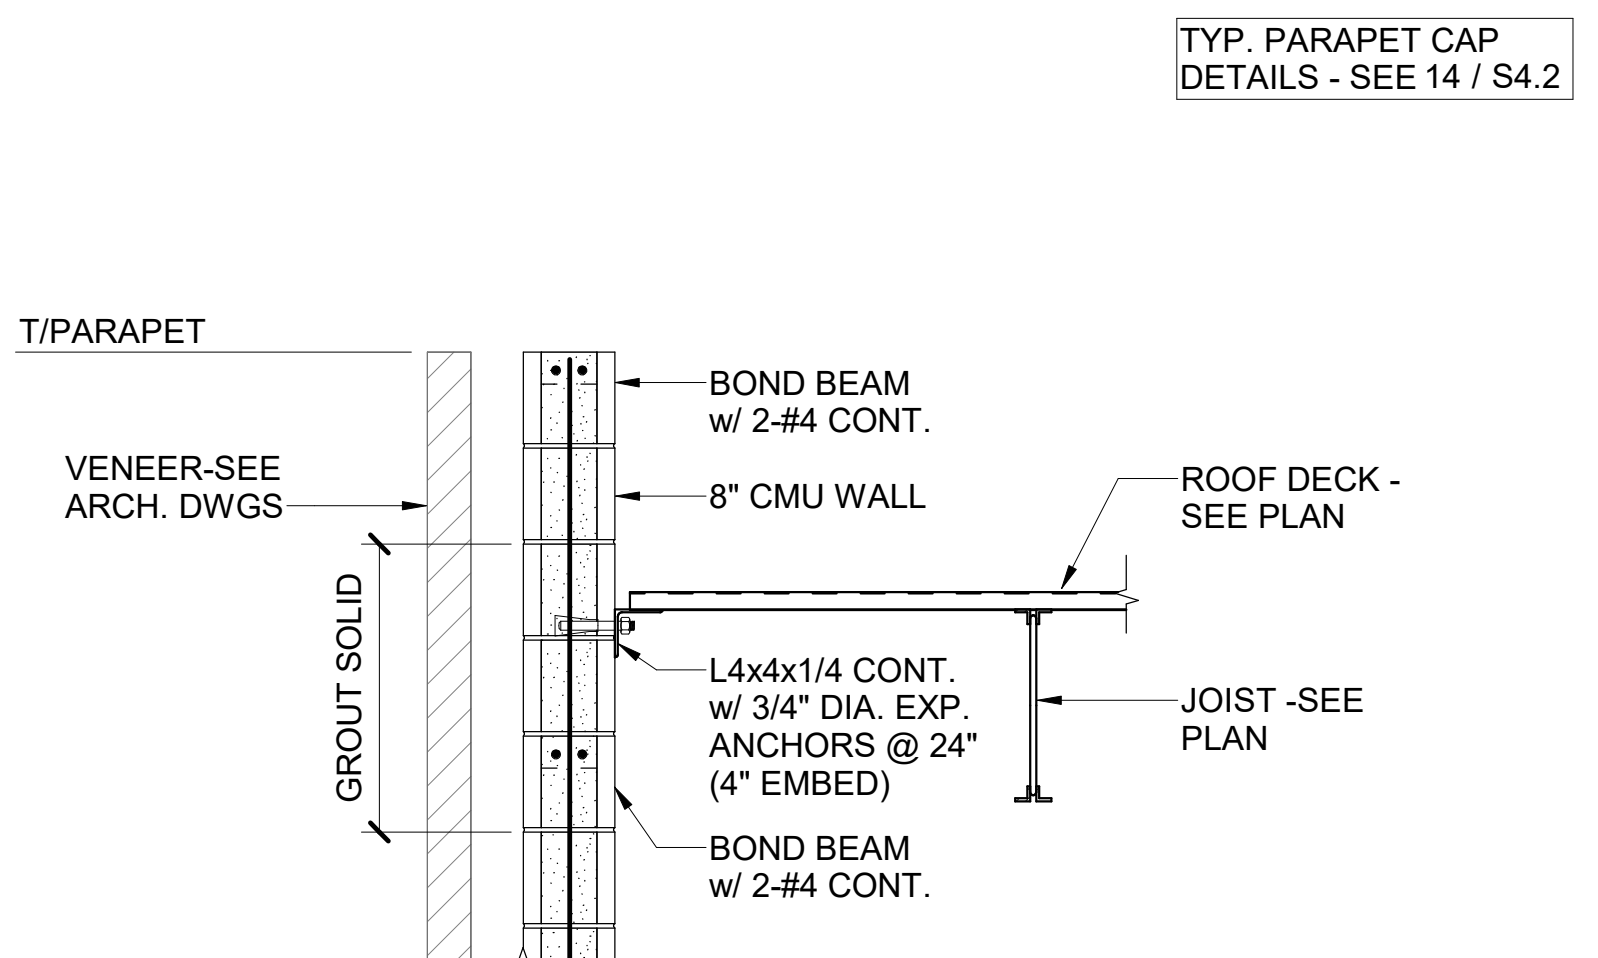 TYP. PARAPET CAP
DETAILS - SEE 14 / S4.2
T/PARAPET
BOND BEAM
w/ 2-#4 CONT.
VENEER-SEE
ARCH. DWGS
8" CMU WALL
ROOF DECK -
SEE PLAN
GROUT SOLID
L4x4x1/4 CONT.
w/ 3/4" DIA. EXP.
ANCHORS @ 24"
(4" EMBED)
JOIST -SEE
PLAN
BOND BEAM
w/ 2-#4 CONT.